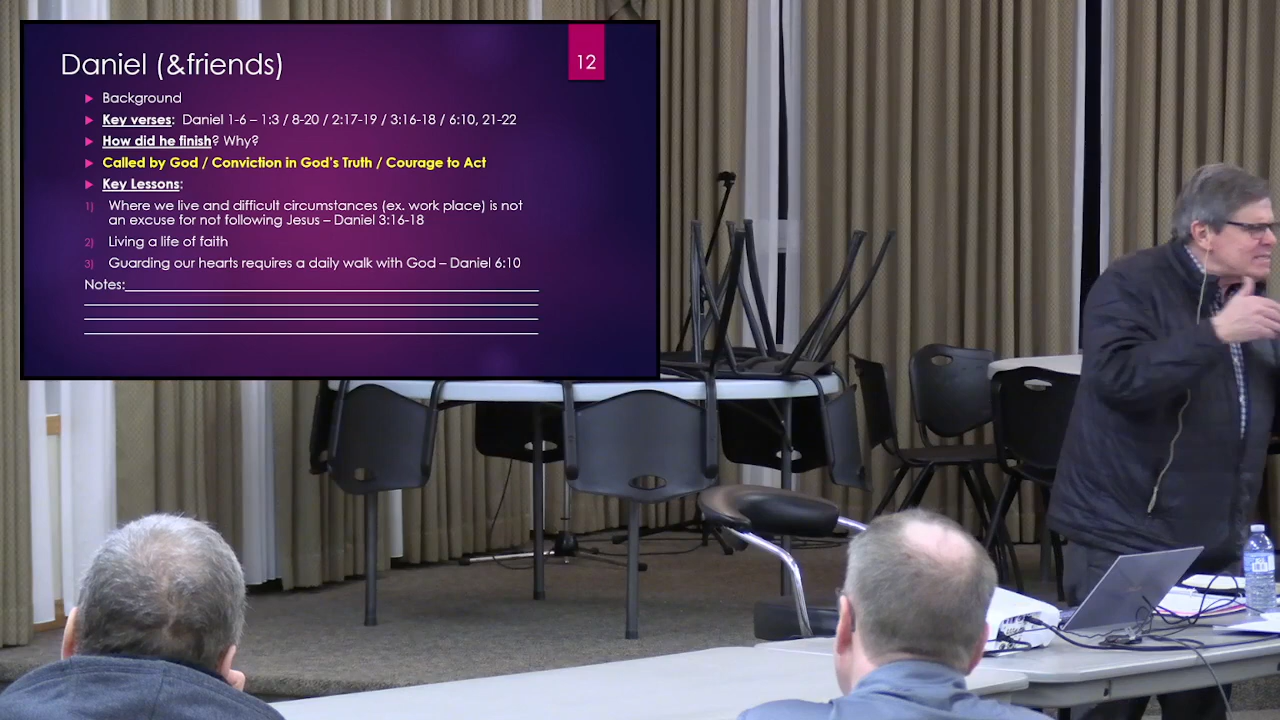 Daniel (&friends)
12
Background
Key verses: Daniel 1-6 – 1:3 / 8-20 / 2:17-19 / 3:16-18 / 6:10, 21-22
How did he finish? Why?
Called by God / Conviction in God's Truth / Courage to Act
Key Lessons:
1) Where we live and difficult circumstances (ex. work place) is not
an excuse for not following Jesus – Daniel 3:16-18
2) Living a life of faith
3) Guarding our hearts requires a daily walk with God – Daniel 6:10
Notes: